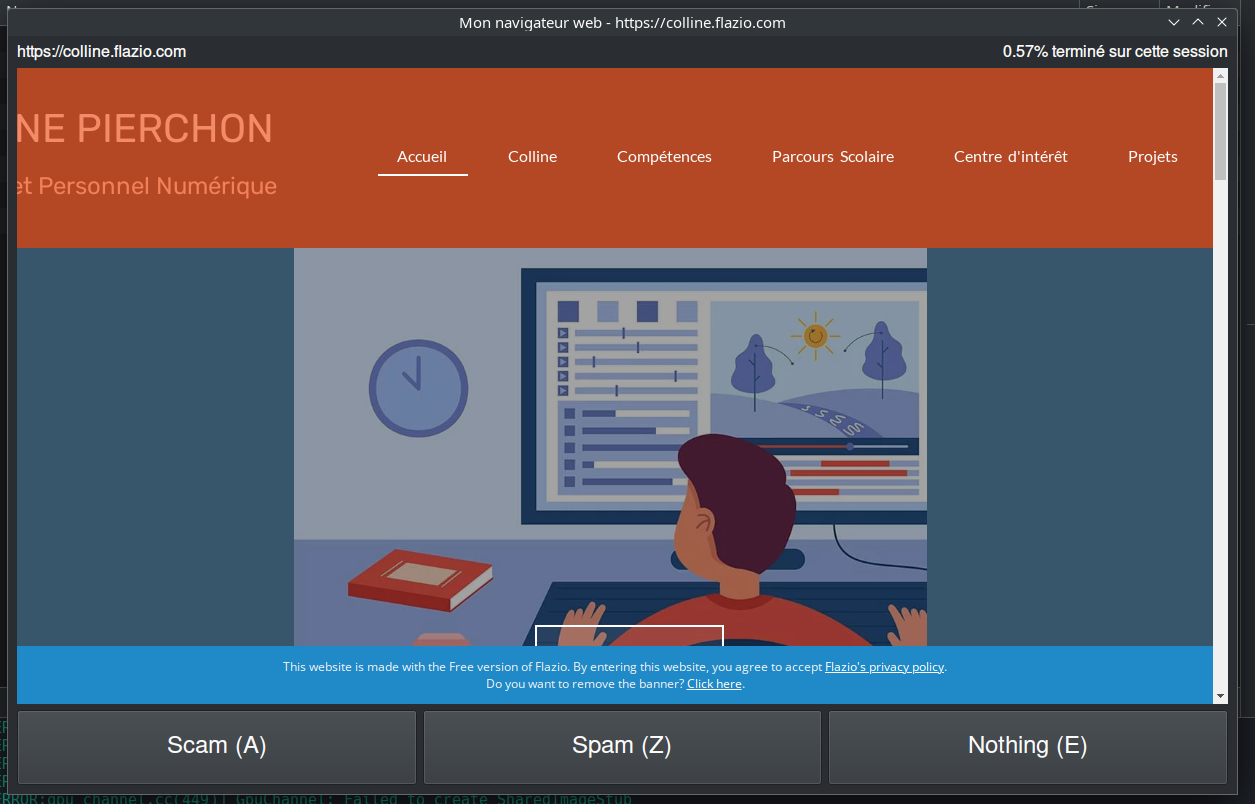 Mon navigateur web - https://colline.flazio.com
https://colline.flazio.com
0.57% terminé sur cette session
NE PIERCHON
et Personnel Numérique
Accueil
Colline
Compétences
Parcours Scolaire
Centre d'intérêt
Projets
This website is made with the Free version of Flazio. By entering this website, you agree to accept Flazio's privacy policy.
Do you want to remove the banner? Click here.
Scam (A)
Spam (Z)
Nothing (E)
ERROR:gpu_channel.cc(449)] GpuChannel: Failed to create SharedImageStub